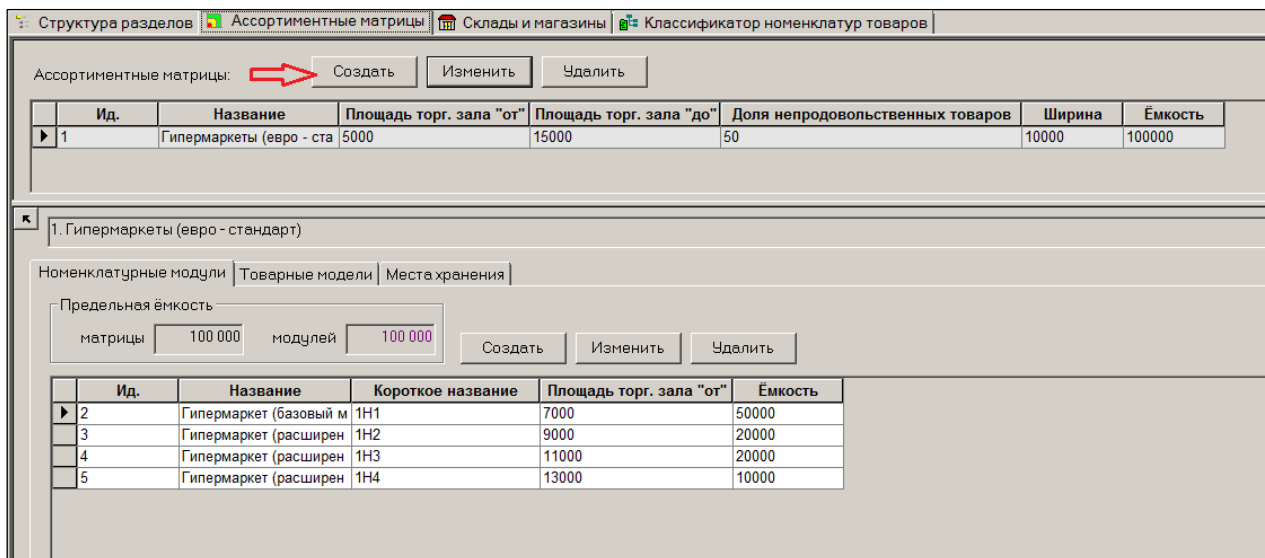 Структура разделов Ассортиментные матрицы Склады и магазины Классификатор номенклатур товаров
Ассортиментные матрицы: Создать Изменить Удалить
Ид. Название Площадь торг. зала "от" Площадь торг. зала "до" Доля непродовольственных товаров Ширина Ёмкость
1 Гипермаркеты (евро - ста 5000 15000 50 10000 100000
1. Гипермаркеты (евро - стандарт)
Номенклатурные модули Товарные модели Места хранения
Предельная ёмкость
матрицы 100 000 модулей 100 000 Создать Изменить Удалить
Ид. Название Короткое название Площадь торг. зала "от" Ёмкость
2 Гипермаркет (базовый м 1Н1 7000 50000
3 Гипермаркет (расширен 1Н2 9000 20000
4 Гипермаркет (расширен 1Н3 11000 20000
5 Гипермаркет (расширен 1Н4 13000 10000